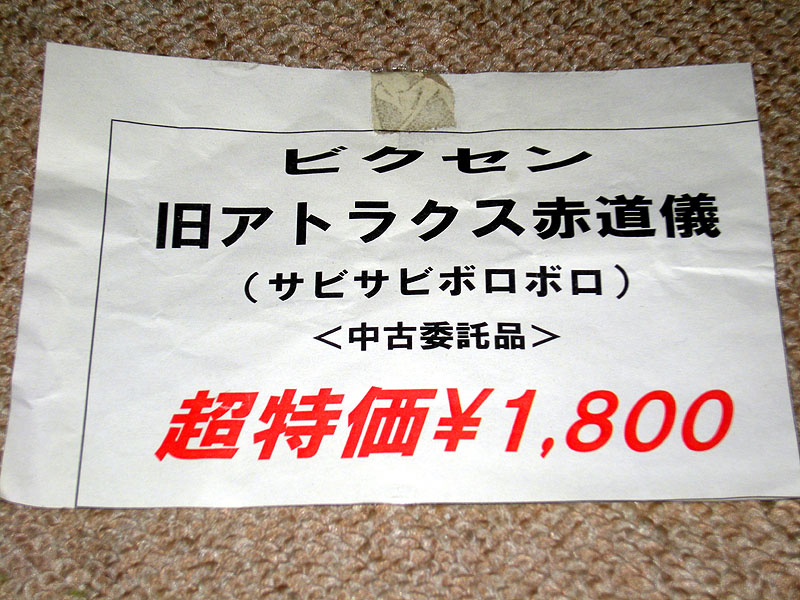 ビクセン
旧アトラクス赤道儀
（サビサビボロボロ）
＜中古委託品＞
超特価¥1,800